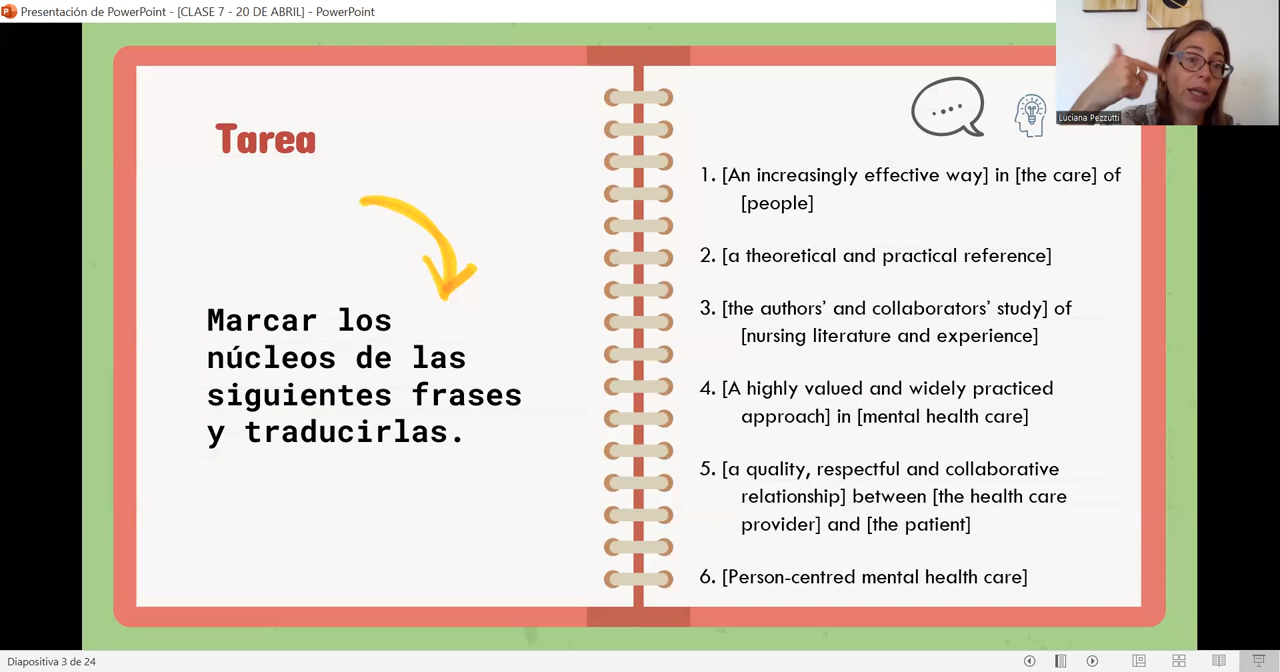 Presentación de PowerPoint - [CLASE 7 - 20 DE ABRIL] - PowerPoint
Luciana Pezzutti
Tarea
Marcar los
núcleos de las
siguientes frases
y traducirlas.
1. [An increasingly effective way] in [the care] of
[people]
2. [a theoretical and practical reference]
3. [the authors’ and collaborators’ study] of
[nursing literature and experience]
4. [A highly valued and widely practiced
approach] in [mental health care]
5. [a quality, respectful and collaborative
relationship] between [the health care
provider] and [the patient]
6. [Person-centred mental health care]
Diapositiva 3 de 24